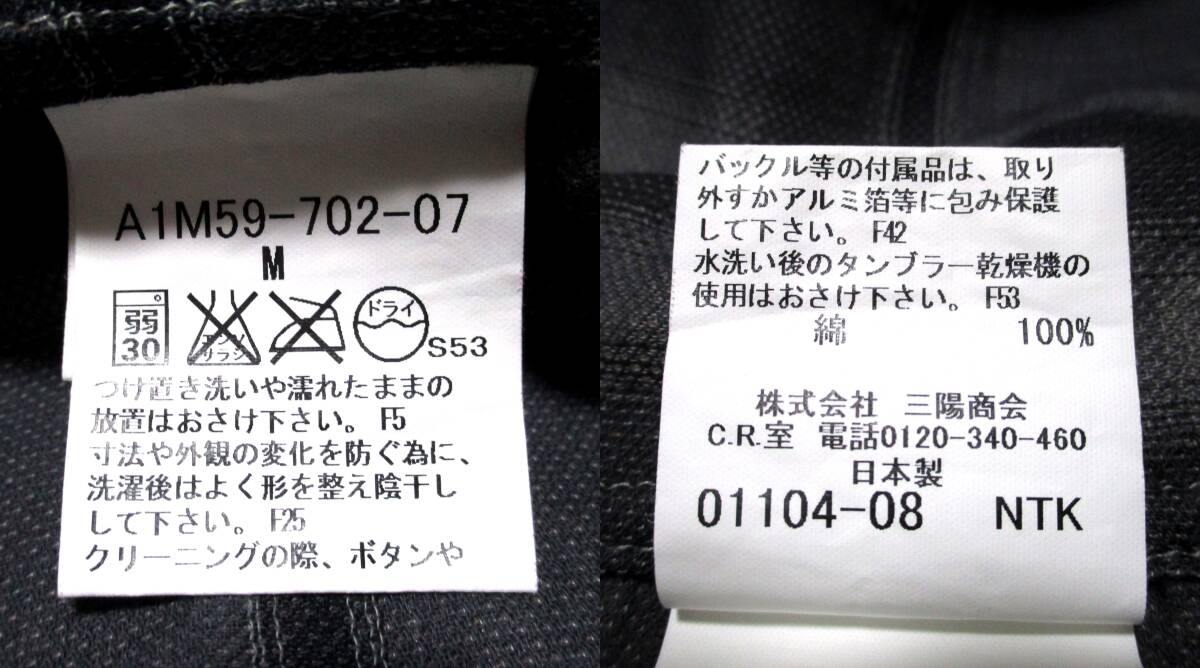 A1M59-702-07
M
弱
30
エンソ
サラシ
ドライ
S53
つけ置き洗いや濡れたままの
放置はおさけ下さい。 F5
寸法や外観の変化を防ぐ為に、
洗濯後はよく形を整え陰干し
して下さい。 F25
クリーニングの際、ボタンや
バックル等の付属品は、取り
外すかアルミ箔等に包み保護
して下さい。 F42
水洗い後のタンブラー乾燥機の
使用はおさけ下さい。 F53
綿 100%
株式会社 三陽商会
C.R.室 電話0120-340-460
日本製
01104-08 NTK